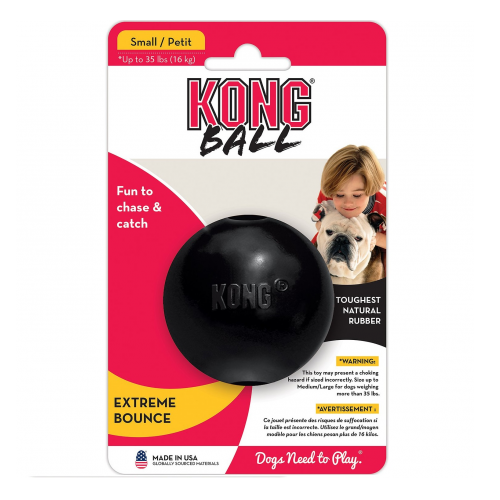 Small / Petit
*Up to 35 lbs (16 kg)
KONG®
BALL
Fun to
chase &
catch
KONG®
TOUGHEST
NATURAL
RUBBER
*WARNING:
This toy may present a choking
hazard if sized incorrectly. Size up to
Medium/Large for dogs weighing
more than 35 lbs.
*AVERTISSEMENT :
Ce jouet présente des risques de suffocation si
la taille est incorrecte. Utilisez le grand/moyen
modèle pour les chiens pesant plus de 16 kilos.
EXTREME
BOUNCE
MADE IN USA
GLOBALLY SOURCED MATERIALS
Dogs Need to Play.®